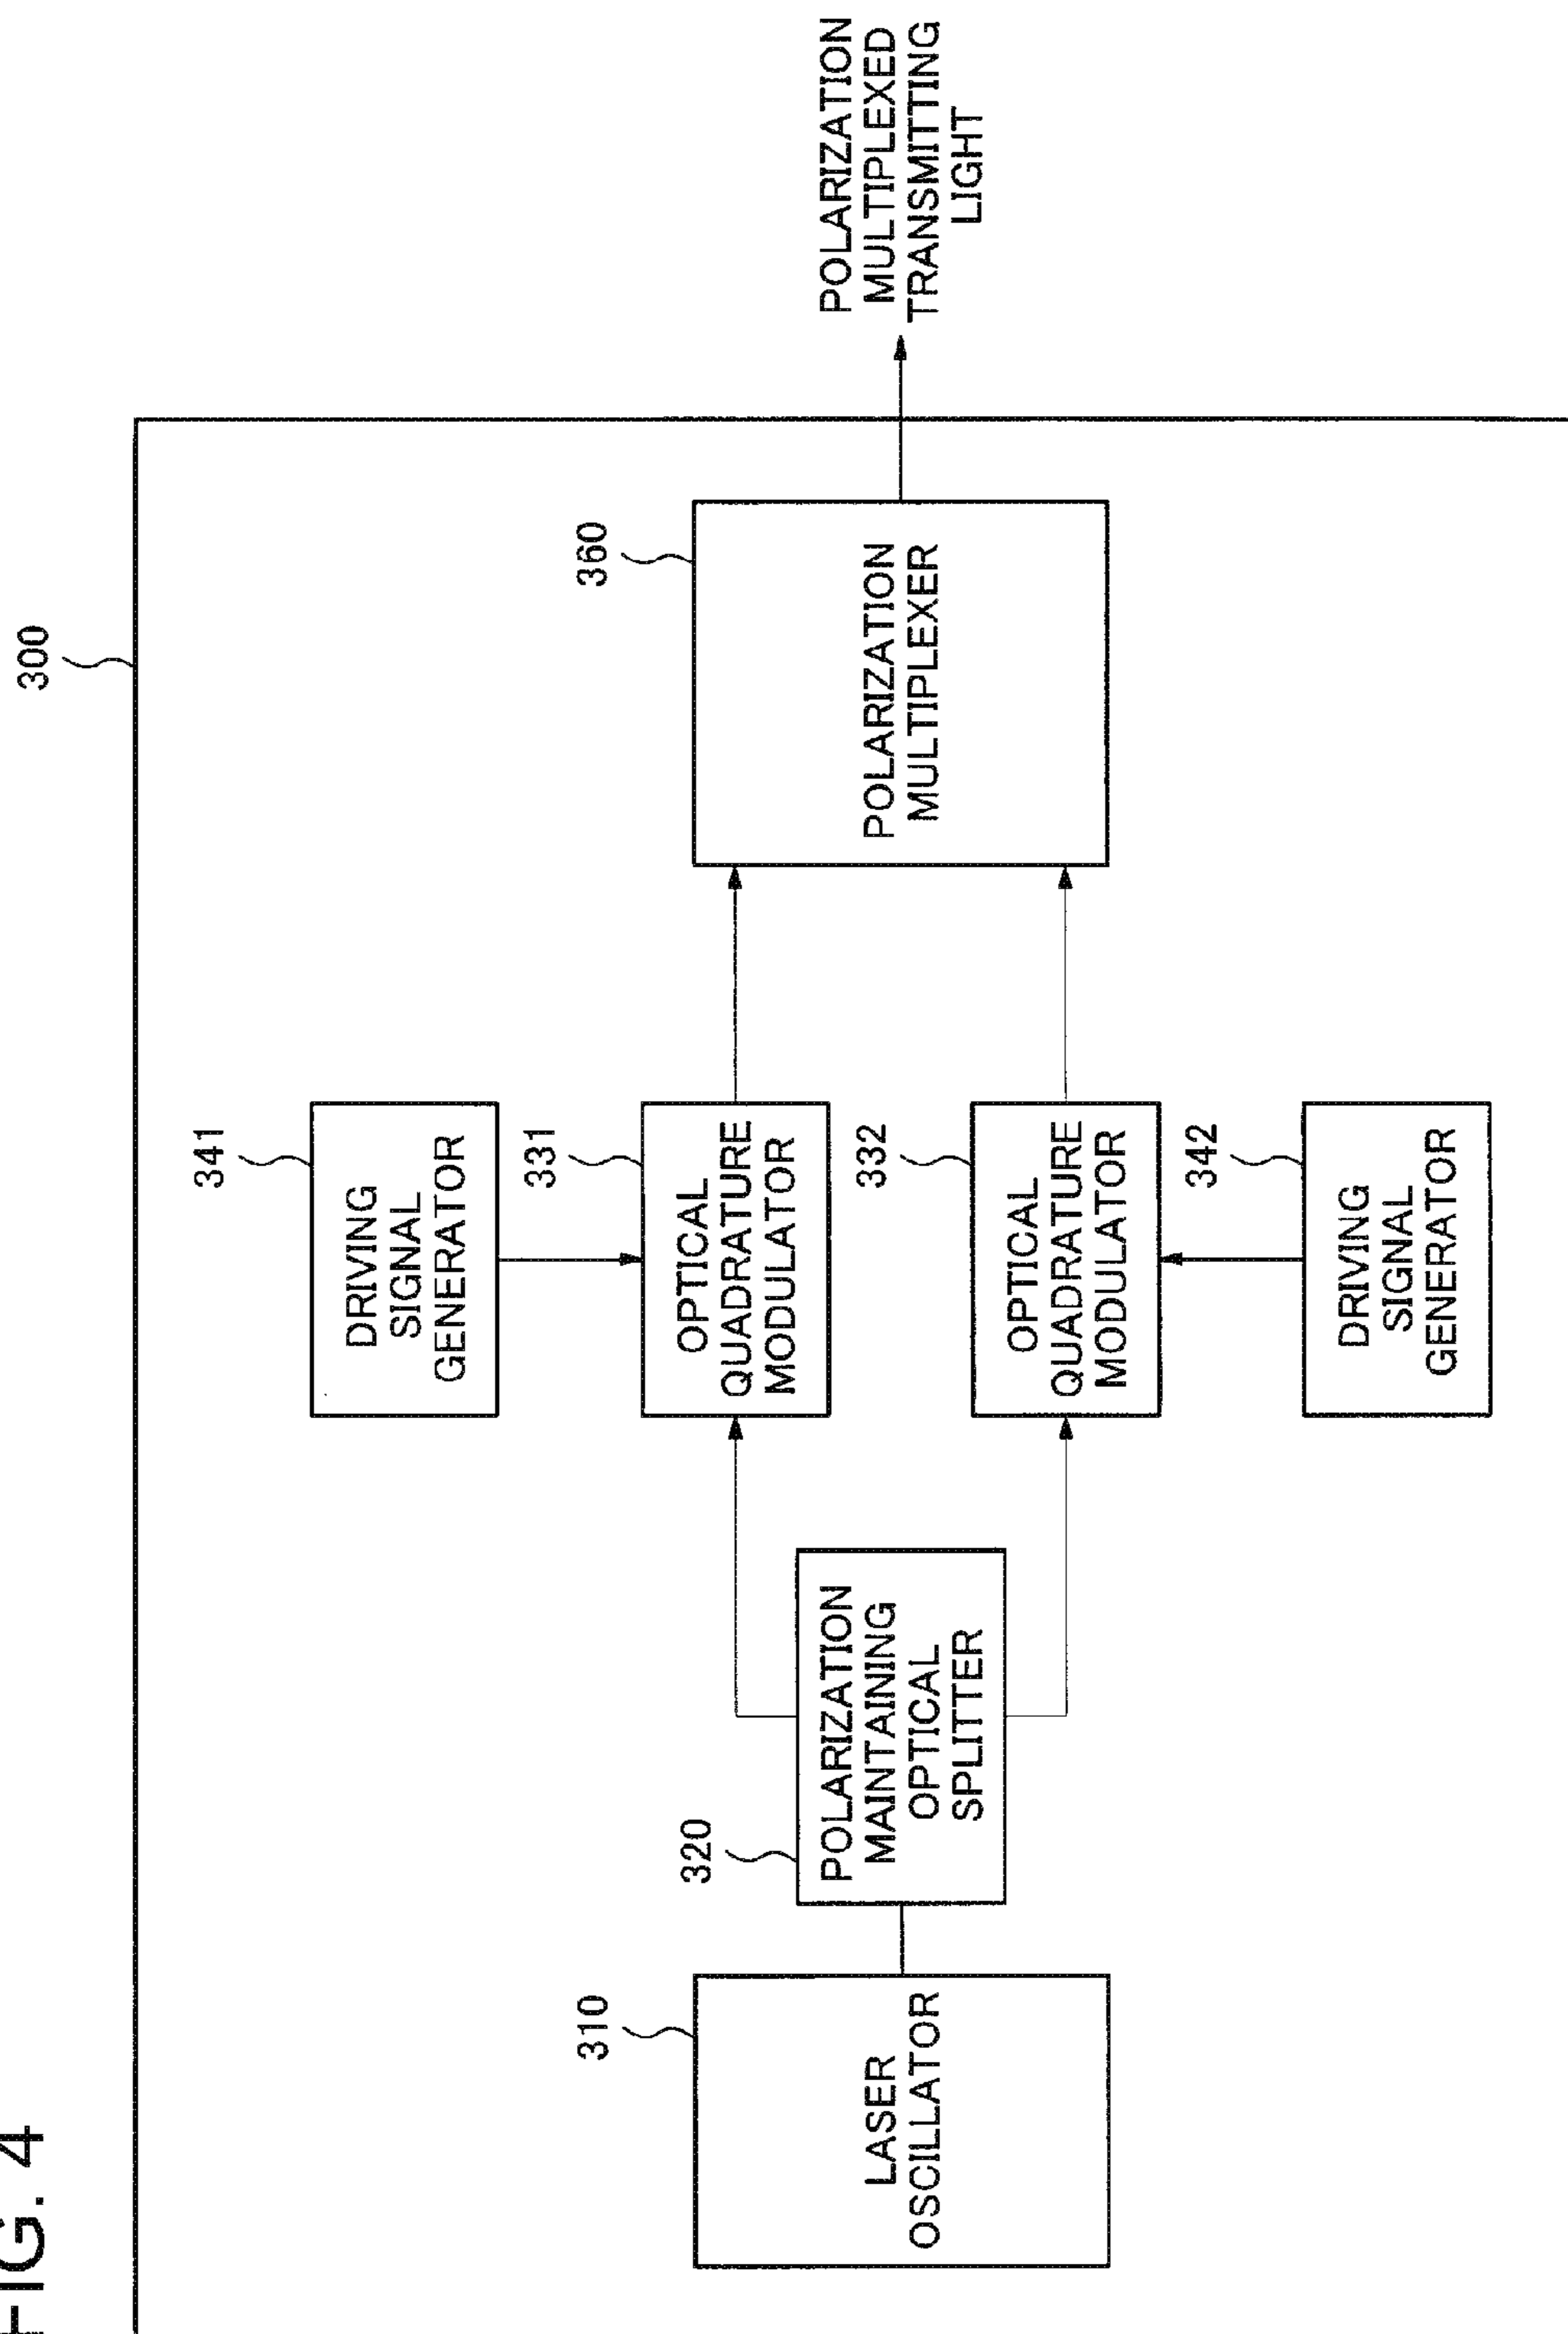 FIG. 4
300
310
LASER
OSCILLATOR
320
POLARIZATION
MAINTAINING
OPTICAL
SPLITTER
341
DRIVING
SIGNAL
GENERATOR
331
OPTICAL
QUADRATURE
MODULATOR
332
OPTICAL
QUADRATURE
MODULATOR
342
DRIVING
SIGNAL
GENERATOR
360
POLARIZATION
MULTIPLEXER
POLARIZATION
MULTIPLEXED
TRANSMITTING
LIGHT